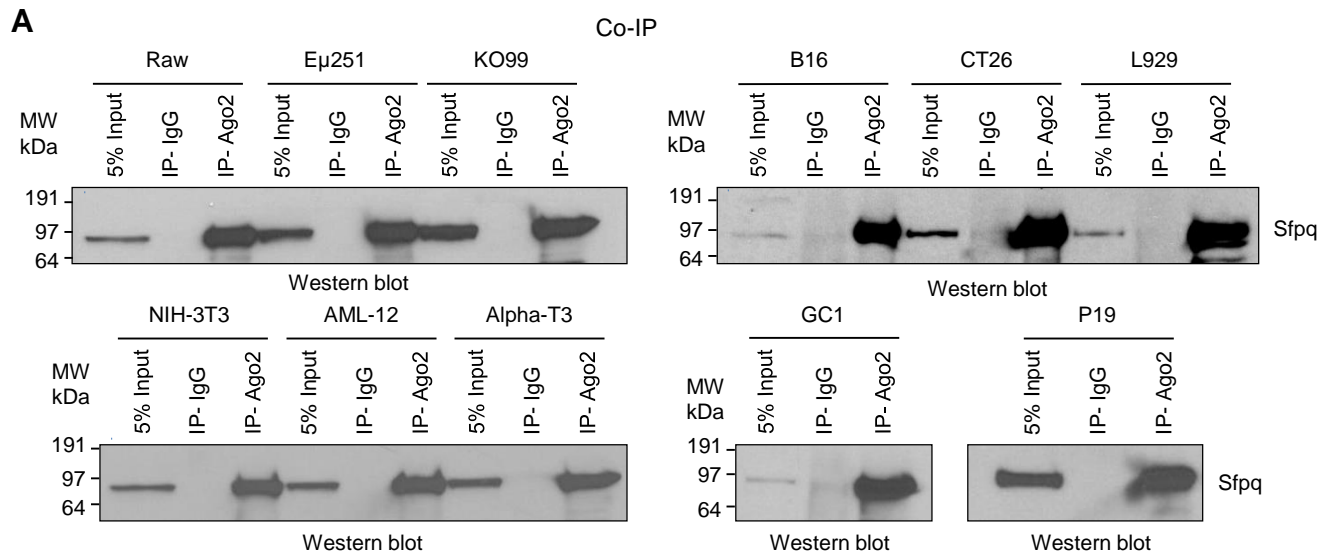 A
Co-IP
Raw Eµ251 KO99
MW
kDa
5% Input IP- IgG IP- Ago2 5% Input IP- IgG IP- Ago2 5% Input IP- IgG IP- Ago2
191
97
64
Western blot
B16 CT26 L929
MW
kDa
5% Input IP- IgG IP- Ago2 5% Input IP- IgG IP- Ago2 5% Input IP- IgG IP- Ago2
191
97
64
Sfpq
Western blot
NIH-3T3 AML-12 Alpha-T3
MW
kDa
5% Input IP- IgG IP- Ago2 5% Input IP- IgG IP- Ago2 5% Input IP- IgG IP- Ago2
191
97
64
Western blot
GC1 P19
MW
kDa
5% Input IP- IgG IP- Ago2 5% Input IP- IgG IP- Ago2
191
97
64
Sfpq
Western blot Western blot